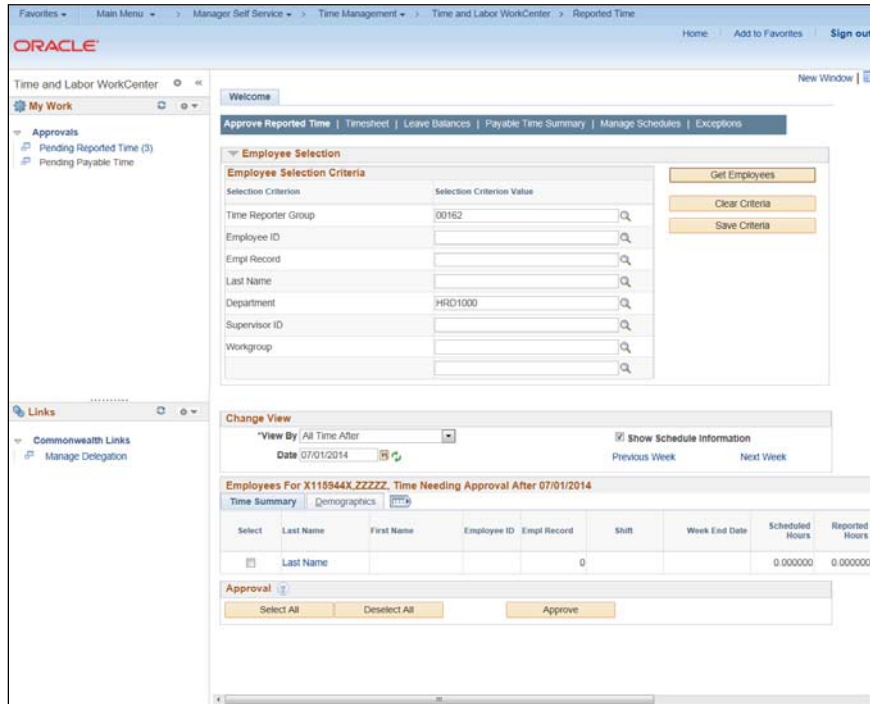 Favorites Main Menu > Manager Self Service > Time Management > Time and Labor WorkCenter > Reported Time
Home Add to Favorites Sign out
ORACLE
New Window
Time and Labor WorkCenter
My Work
Approvals
Pending Reported Time (3)
Pending Payable Time
Links
Commonwealth Links
Manage Delegation
Welcome
Approve Reported Time | Timesheet | Leave Balances | Payable Time Summary | Manage Schedules | Exceptions
Employee Selection
Employee Selection Criteria
Selection Criterion Selection Criterion Value
Time Reporter Group 00162
Employee ID
Empl Record
Last Name
Department HRD1000
Supervisor ID
Workgroup
Get Employees
Clear Criteria
Save Criteria
Change View
*View By All Time After
Show Schedule Information
Date 07/01/2014
Previous Week Next Week
Employees For X115944X,ZZZZZ, Time Needing Approval After 07/01/2014
Time Summary Demographics
Select Last Name First Name Employee ID Empl Record Shift Week End Date Scheduled Hours Reported Hours
Last Name 0 0.000000 0.000000
Approval
Select All Deselect All Approve